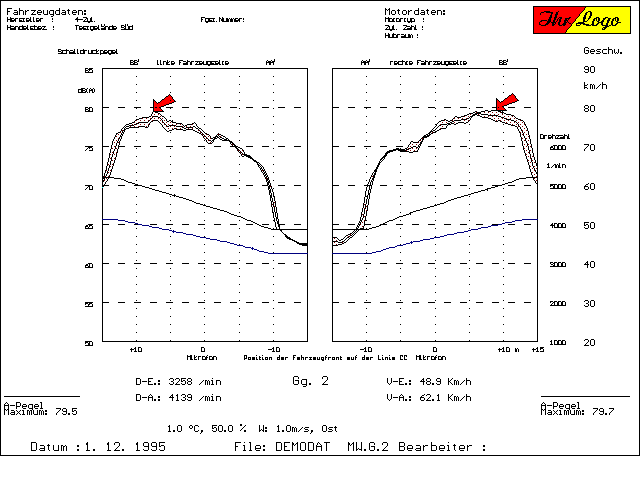 Fahrzeugdaten:
Hersteller : 4-Zyl.
Handelsbez. : Testgelände Süd
Fgst.Nummer:
Motordaten:
Motortyp :
Zyl. Zahl :
Hubraum :
Ihr Logo
Schalldruckpegel
Geschw.
BB' linke Fahrzeugseite AA'
AA' rechte Fahrzeugseite BB'
85
90
dB(A)
km/h
80
80
Drehzahl
75
6000
70
1/min
70
5000
60
65
4000
50
60
55
3000
30
50
1000
20
+10 0 -10
-10 0 +10 m +15
Mikrofon Position der Fahrzeugfront auf der Linie CC Mikrofon
D-E.: 3258 /min
Gg. 2
V-E.: 48.9 Km/h
D-A.: 4139 /min
V-A.: 62.1 Km/h
A-Pegel
Maximum: 79.5
A-Pegel
Maximum: 79.7
1.0 °C, 50.0 % W: 1.0m/s, Ost
Datum : 1. 12. 1995 File: DEMODAT MW.G.2 Bearbeiter :